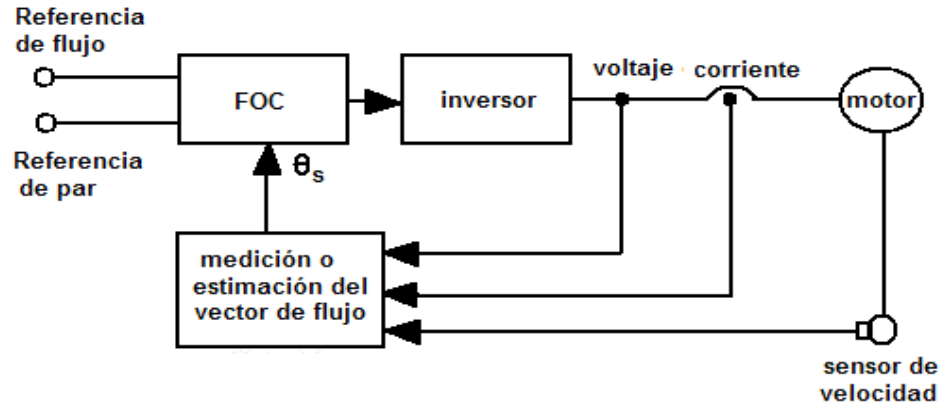 Referencia
de flujo
FOC
inversor
voltaje corriente
motor
Referencia
de par
θs
medición o
estimación del
vector de flujo
sensor de
velocidad